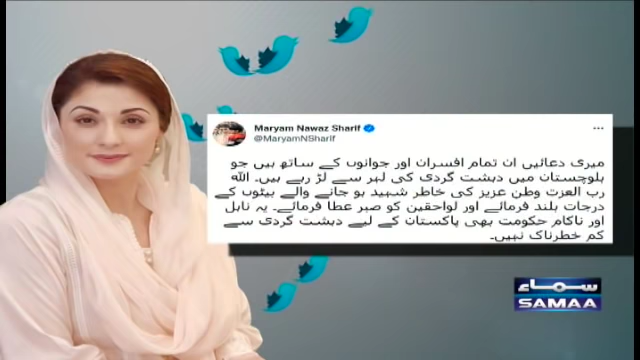 Maryam Nawaz Sharif
@MaryamNSharif
میری دعائیں ان تمام افسران اور جوانوں کے ساتھ ہیں جو
بلوچستان میں دہشت گردی کی لہر سے لڑ رہے ہیں۔ اللہ
رب العزت وطن عزیز کی خاطر شہید ہو جانے والے بیٹوں کے
درجات بلند فرمائے اور لواحقین کو صبر عطا فرمائے۔ یہ نااہل
اور ناکام حکومت بھی پاکستان کے لیے دہشت گردی سے
کم خطرناک نہیں۔
سماء
SAMAA